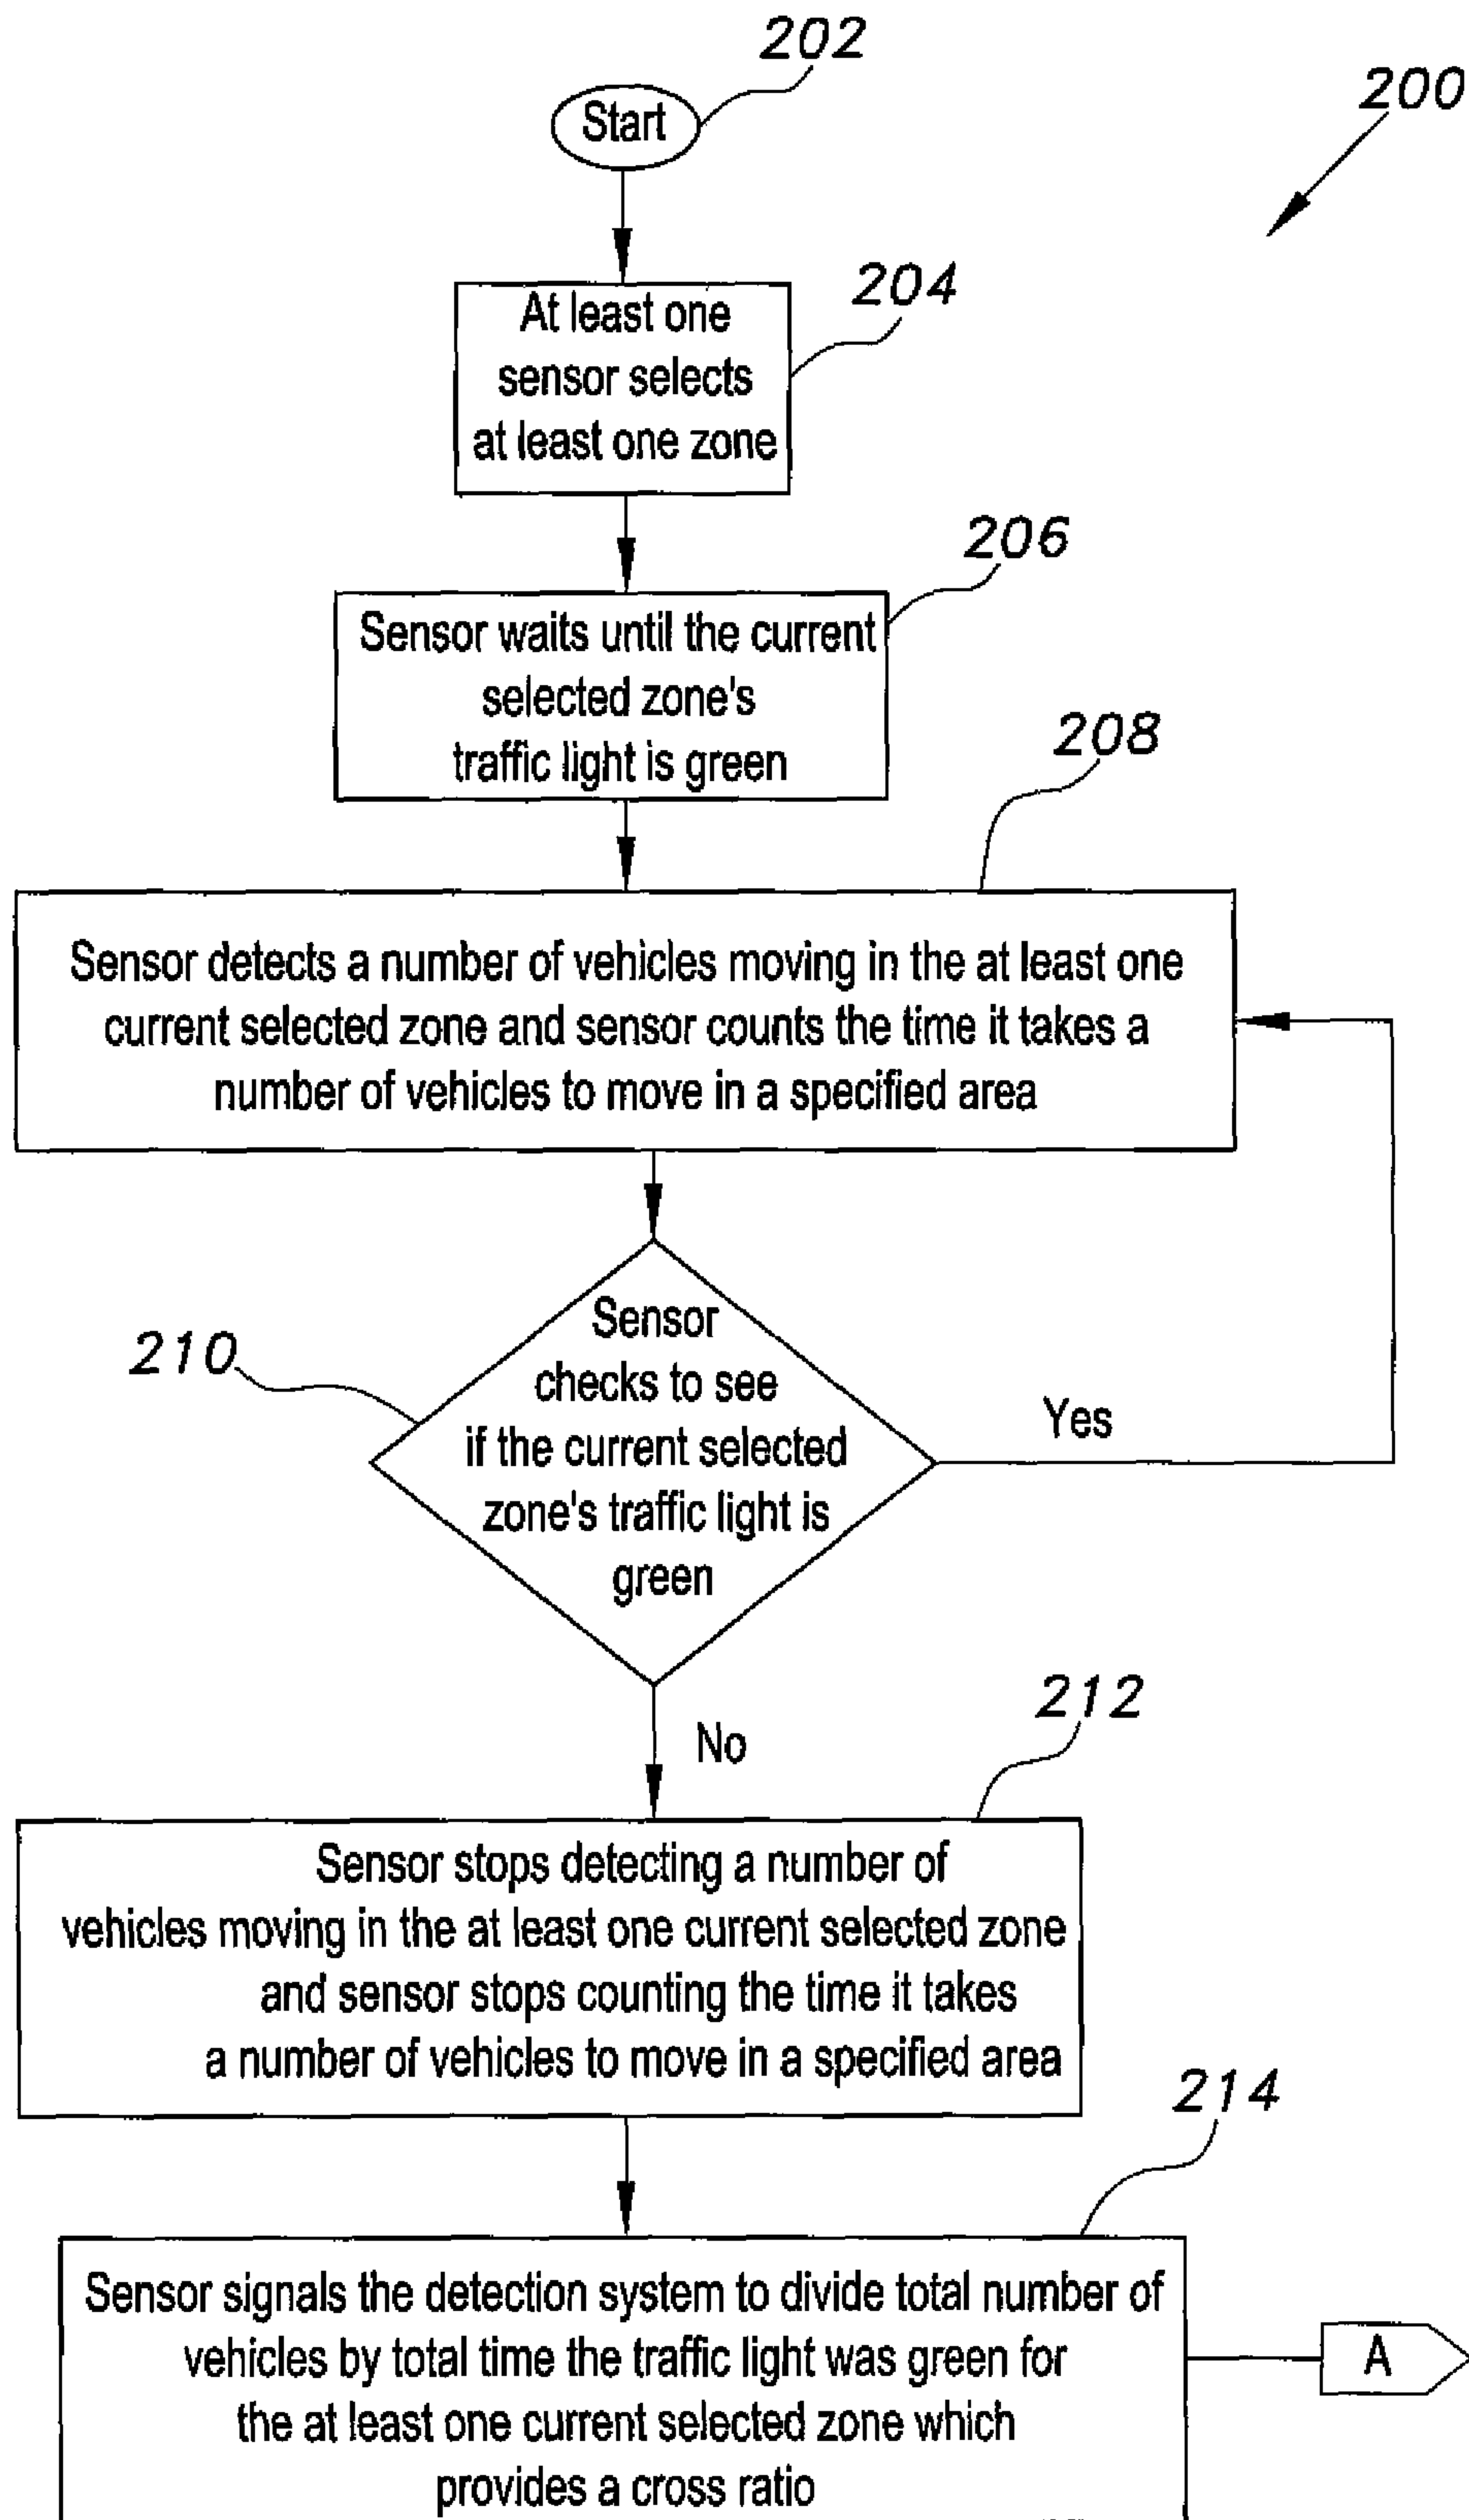 202
Start
200
204
At least one
sensor selects
at least one zone
206
Sensor waits until the current
selected zone's
traffic light is green
208
Sensor detects a number of vehicles moving in the at least one
current selected zone and sensor counts the time it takes a
number of vehicles to move in a specified area
210
Sensor
checks to see
if the current selected
zone's traffic light is
green
Yes
No
212
Sensor stops detecting a number of
vehicles moving in the at least one current selected zone
and sensor stops counting the time it takes
a number of vehicles to move in a specified area
214
Sensor signals the detection system to divide total number of
vehicles by total time the traffic light was green for
the at least one current selected zone which
provides a cross ratio
A